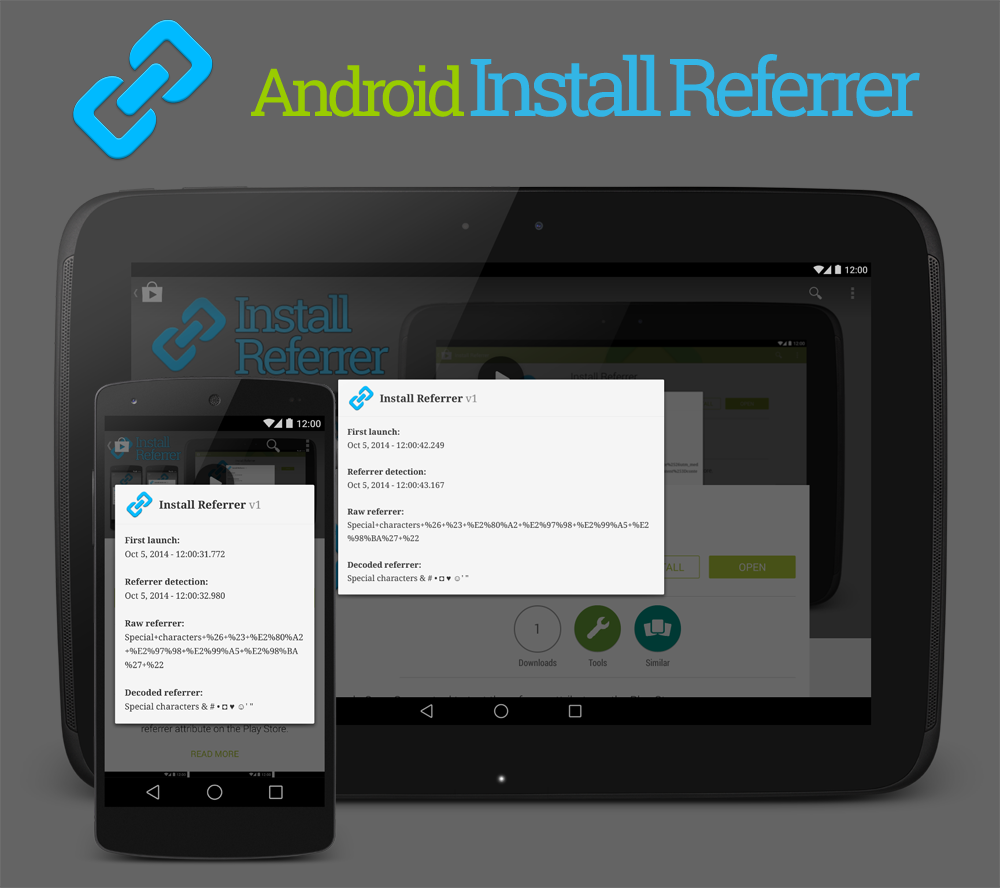 Android Install Referrer
12:00
Install
Referrer
Install Referrer
OPEN
Install Referrer v1
First launch:
Oct 5, 2014 - 12:00:42.249
Referrer detection:
Oct 5, 2014 - 12:00:43.167
Raw referrer:
Special+characters+%26+%23+%E2%80%A2+%E2%97%98+%E2%99%A5+%E2
%98%BA%27+%22
Decoded referrer:
Special characters & # • ◘ ♥ ☺' "
ALL
OPEN
1
Downloads
Tools
Similar
12:00
Install
Referrer
Install Referrer v1
First launch:
Oct 5, 2014 - 12:00:31.772
Referrer detection:
Oct 5, 2014 - 12:00:32.980
Raw referrer:
Special+characters+%26+%23+%E2%80%A2
+%E2%97%98+%E2%99%A5+%E2%98%BA
%27+%22
Decoded referrer:
Special characters & # • ◘ ♥ ☺' "
referrer attribute on the Play Store.
READ MORE